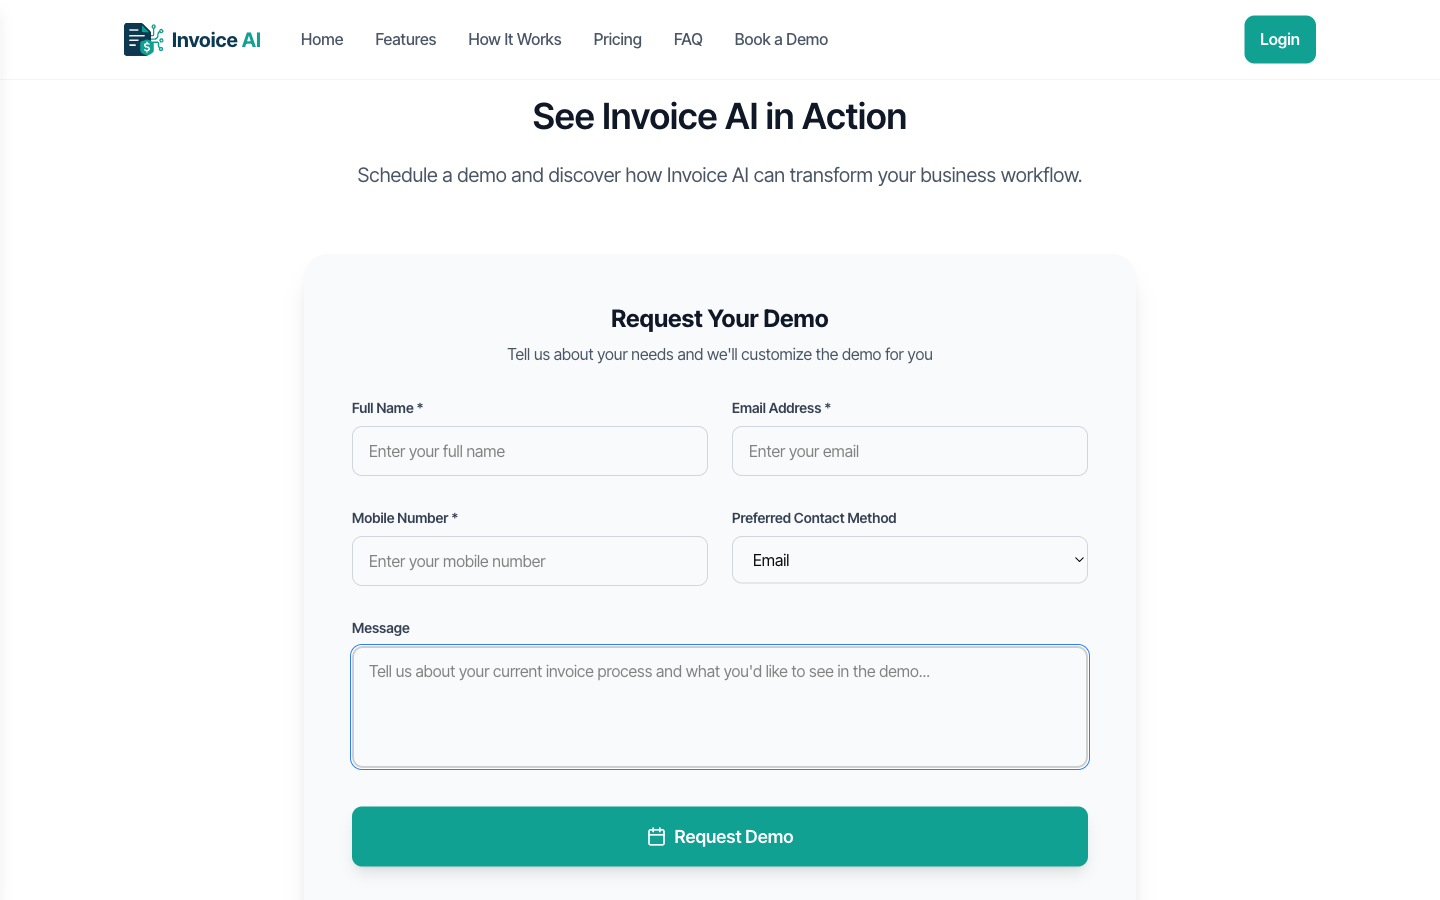 Invoice AI
Home
Features
How It Works
Pricing
FAQ
Book a Demo
Login
See Invoice AI in Action
Schedule a demo and discover how Invoice AI can transform your business workflow.
Request Your Demo
Tell us about your needs and we'll customize the demo for you
Full Name *
Email Address *
Enter your full name
Enter your email
Mobile Number *
Preferred Contact Method
Enter your mobile number
Email
Message
Tell us about your current invoice process and what you'd like to see in the demo...
Request Demo